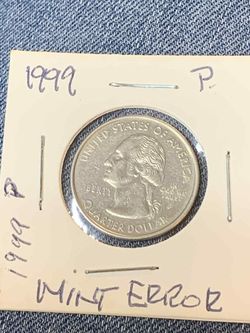 1999 P.
UNITED STATES OF AMERICA
LIBERTY
QUARTER DOLLAR
1999 P
MINT ERROR